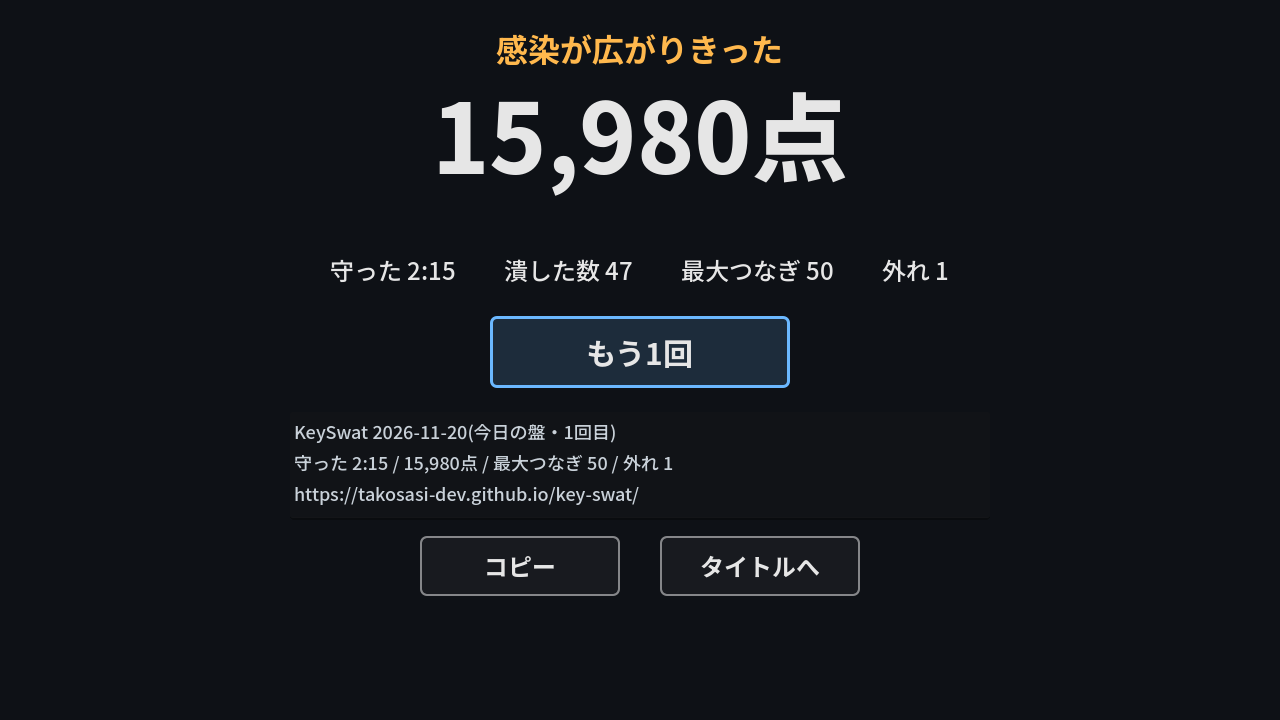 感染が広がりきった
15,980点
守った 2:15 潰した数 47 最大つなぎ 50 外れ 1
もう1回
KeySwat 2026-11-20(今日の盤・1回目)
守った 2:15 / 15,980点 / 最大つなぎ 50 / 外れ 1
https://takosasi-dev.github.io/key-swat/
コピー タイトルへ